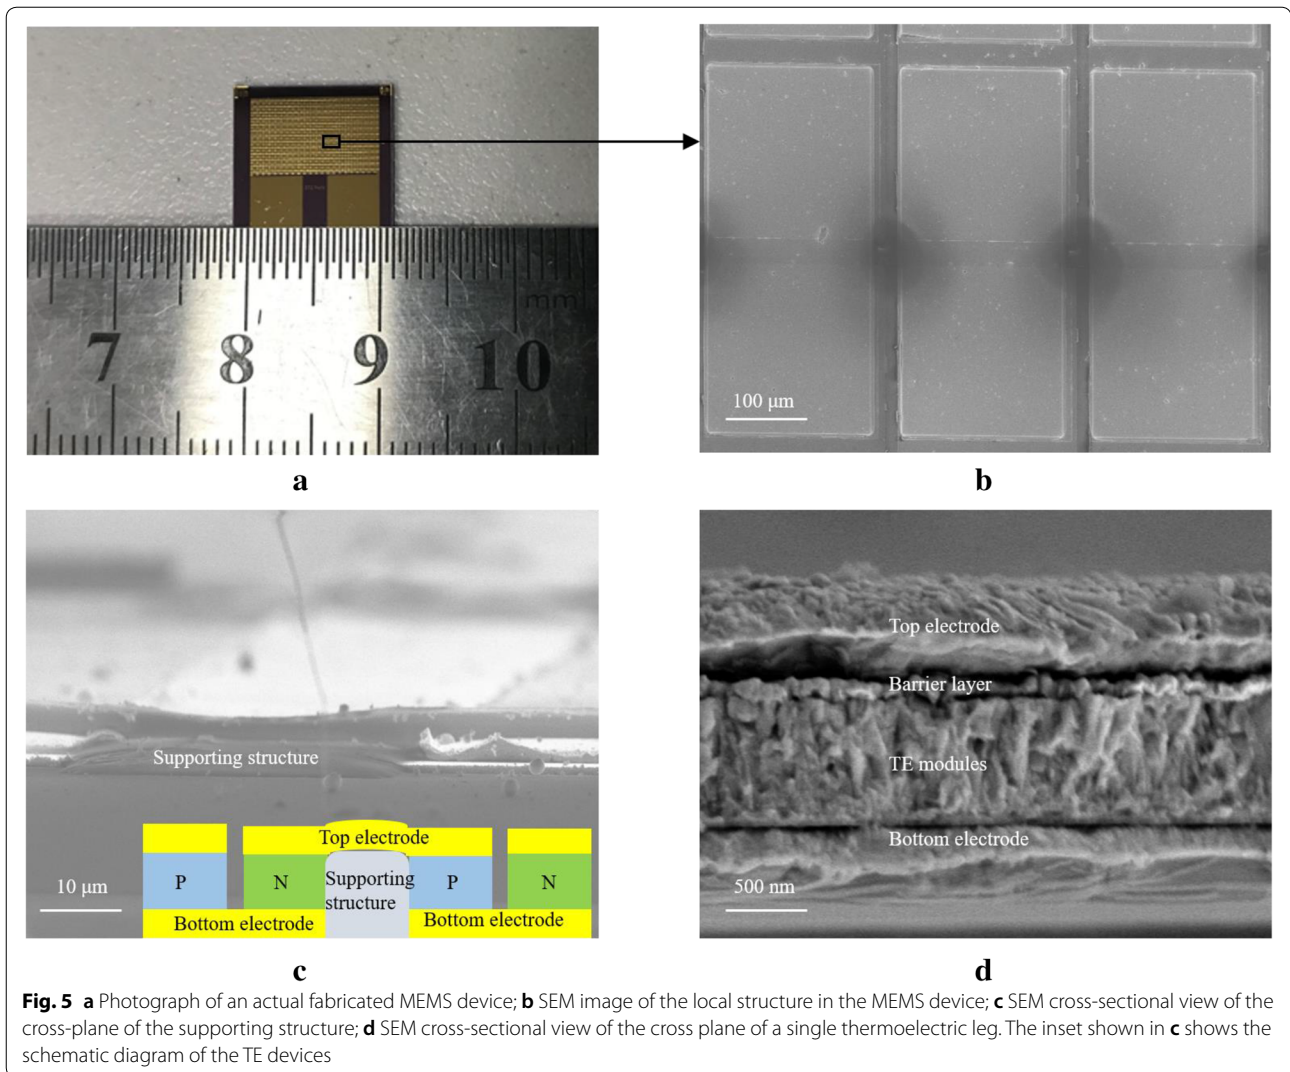 mm
7 8 9 10
a
100 μm
b
Supporting structure
Top electrode
P N Supporting P N
structure
10 μm
Bottom electrode Bottom electrode
c
Top electrode
Barrier layer
TE modules
Bottom electrode
500 nm
d
Fig. 5 a Photograph of an actual fabricated MEMS device; b SEM image of the local structure in the MEMS device; c SEM cross-sectional view of the
cross-plane of the supporting structure; d SEM cross-sectional view of the cross plane of a single thermoelectric leg. The inset shown in c shows the
schematic diagram of the TE devices